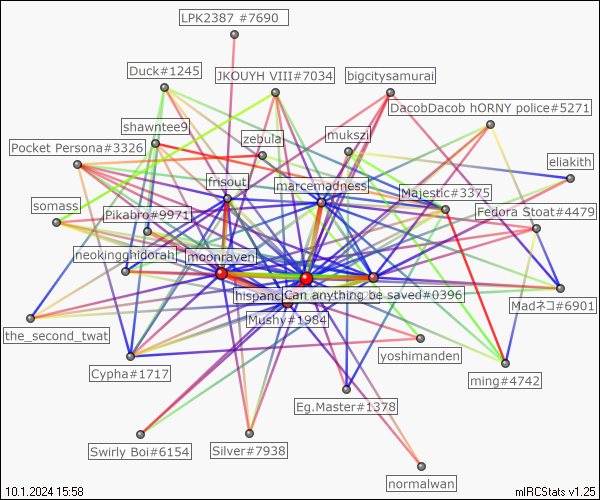 LPK2387 #7690
Duck#1245
JKOUYH VIII#7034
bigcitysamurai
DacobDacob hORNY police#5271
shawntee9
zebula
mukszi
Pocket Persona#3326
eliakith
frisout
marcemadness
Majestic#3375
somass
Pikabro#9971
Fedora Stoat#4479
neokingghidorah
moonraven
hispanc
Can anything be saved#0396
Madネコ#6901
Mushy#1984
the_second_twat
yoshimanden
Cypha#1717
ming#4742
Eg.Master#1378
Swirly Boi#6154
Silver#7938
normalwan
10.1.2024 15:58
mIRCStats v1.25